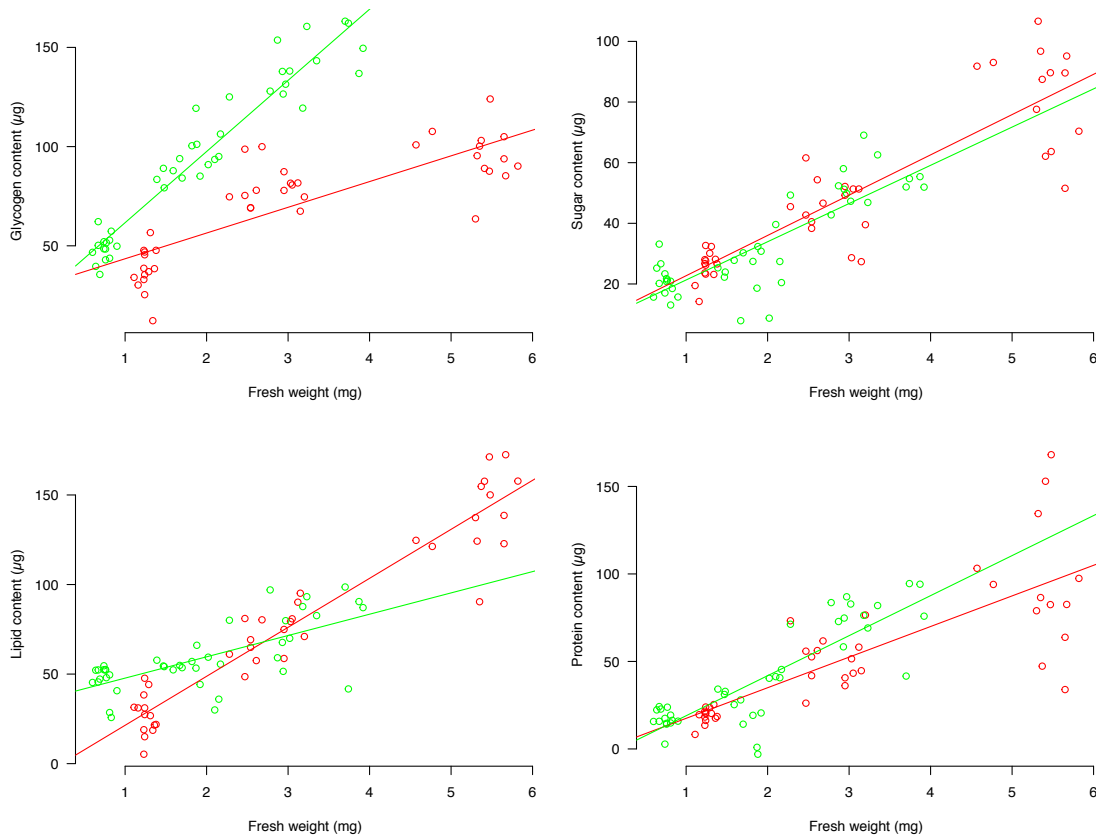 Glycogen content (µg)
150
100
50
1 2 3 4 5 6
Fresh weight (mg)
Sugar content (µg)
100
80
60
40
20
1 2 3 4 5 6
Fresh weight (mg)
Lipid content (µg)
150
100
50
0
1 2 3 4 5 6
Fresh weight (mg)
Protein content (µg)
150
100
50
0
1 2 3 4 5 6
Fresh weight (mg)